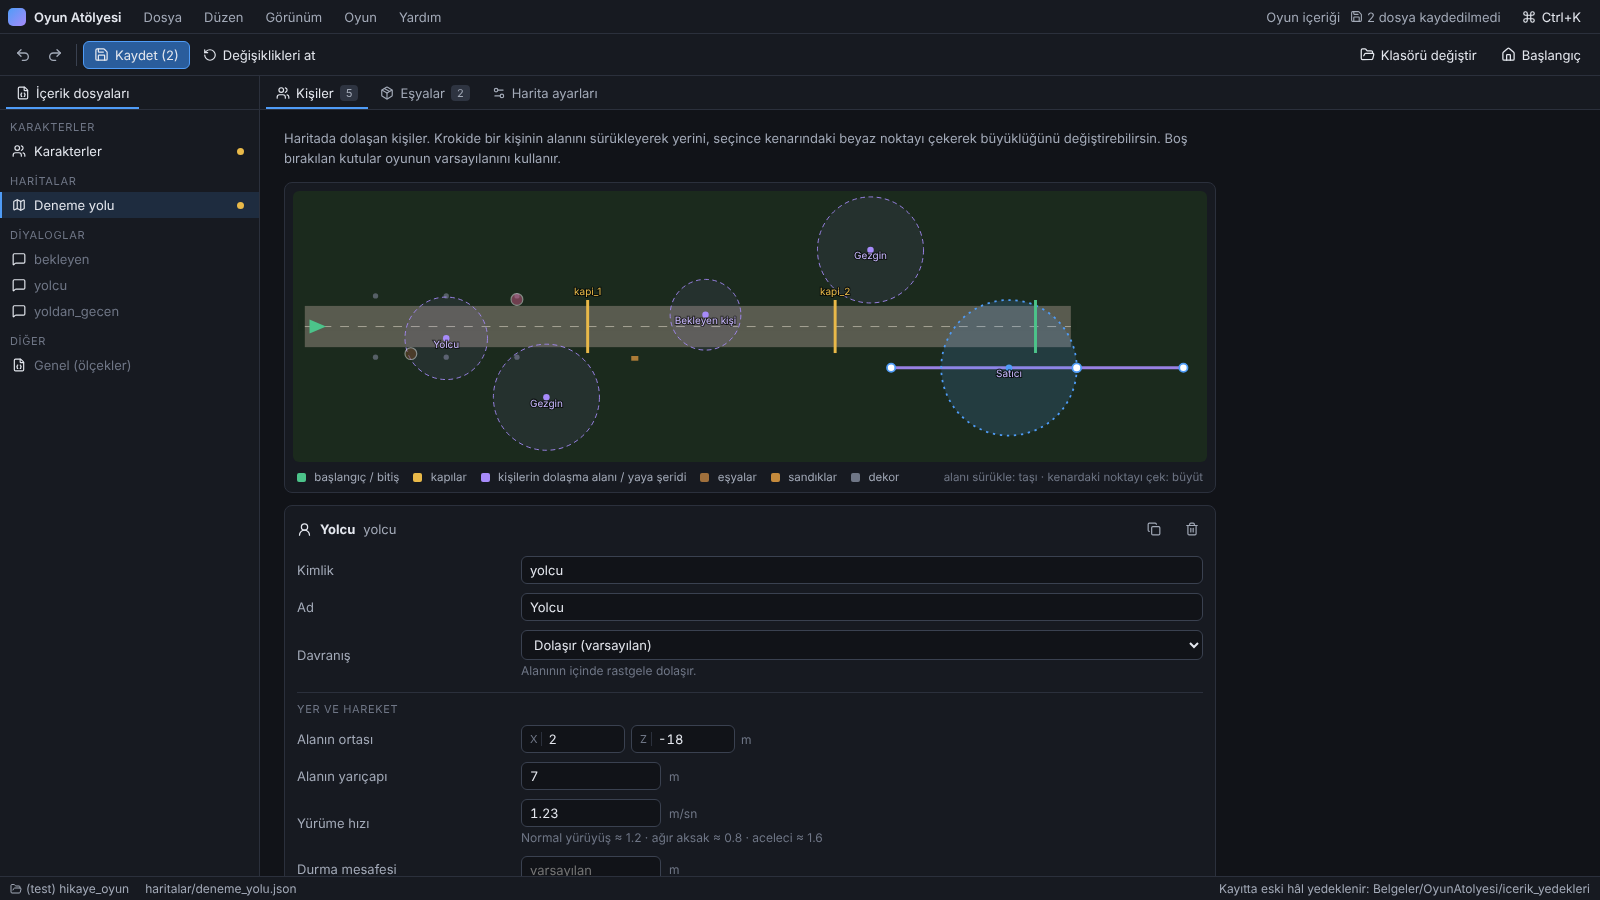 Oyun Atölyesi Dosya Düzen Görünüm Oyun Yardım Oyun içeriği 2 dosya kaydedilmedi ⌘ Ctrl+K
Kaydet (2) Değişiklikleri at Klasörü değiştir Başlangıç
İçerik dosyaları
KARAKTERLER
Karakterler
HARİTALAR
Deneme yolu
DİYALOGLAR
bekleyen
yolcu
yoldan_gecen
DİĞER
Genel (ölçekler)
Kişiler 5 Eşyalar 2 Harita ayarları
Haritada dolaşan kişiler. Krokide bir kişinin alanını sürükleyerek yerini, seçince kenarındaki beyaz noktayı çekerek büyüklüğünü değiştirebilirsin. Boş
bırakılan kutular oyunun varsayılanını kullanır.
Gezgin
kapi_1
kapi_2
Bekleyen kişi
Yolcu
Satıcı
Gezgin
başlangıç / bitiş kapılar kişilerin dolaşma alanı / yaya şeridi eşyalar sandıklar dekor alanı sürükle: taşı · kenardaki noktayı çek: büyüt
Yolcu yolcu
Kimlik yolcu
Ad Yolcu
Davranış Dolaşır (varsayılan)
Alanının içinde rastgele dolaşır.
YER VE HAREKET
Alanın ortası X 2 Z -18 m
Alanın yarıçapı 7 m
Yürüme hızı 1.23 m/sn
Normal yürüyüş ≈ 1.2 · ağır aksak ≈ 0.8 · aceleci ≈ 1.6
Durma mesafesi varsayılan m
(test) hikaye_oyun haritalar/deneme_yolu.json Kayıtta eski hâl yedeklenir: Belgeler/OyunAtolyesi/icerik_yedekleri